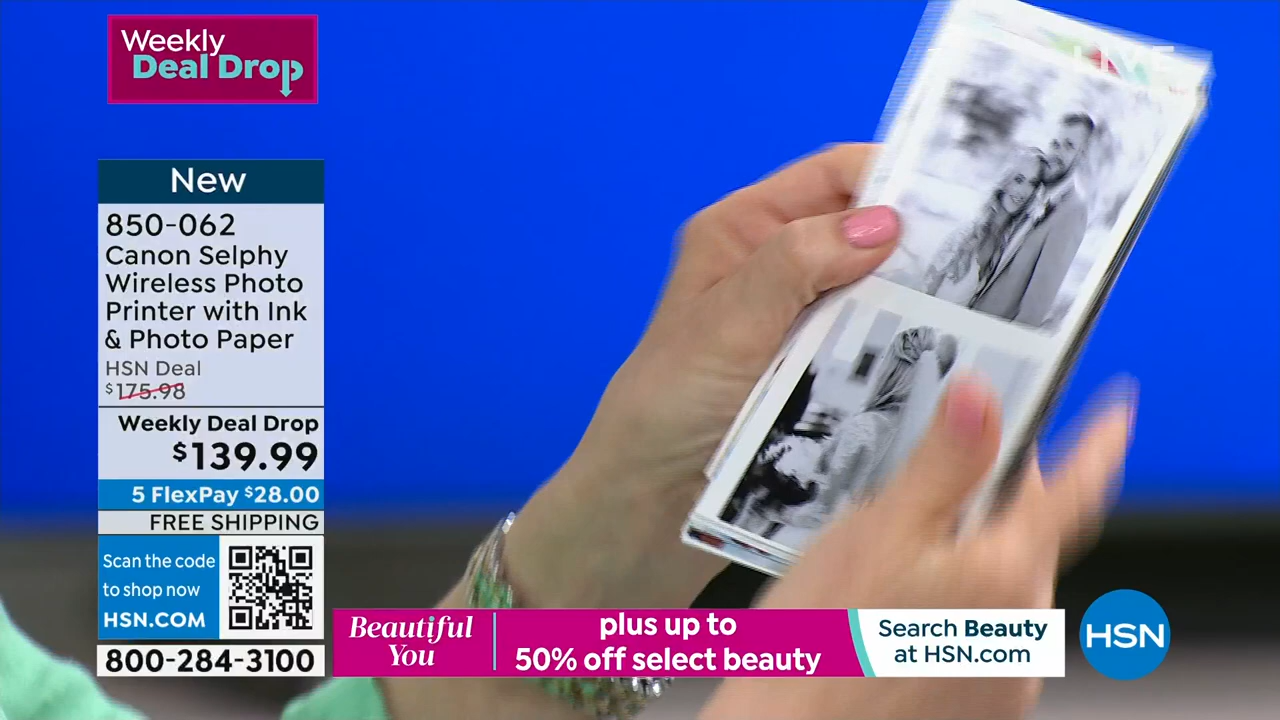 Weekly
Deal Drop
LIVE
New
850-062
Canon Selphy
Wireless Photo
Printer with Ink
& Photo Paper
HSN Deal
$175.98
Weekly Deal Drop
$139.99
5 FlexPay $28.00
FREE SHIPPING
Scan the code
to shop now
HSN.COM
800-284-3100
Beautiful
You
plus up to
50% off select beauty
Search Beauty
at HSN.com
HSN